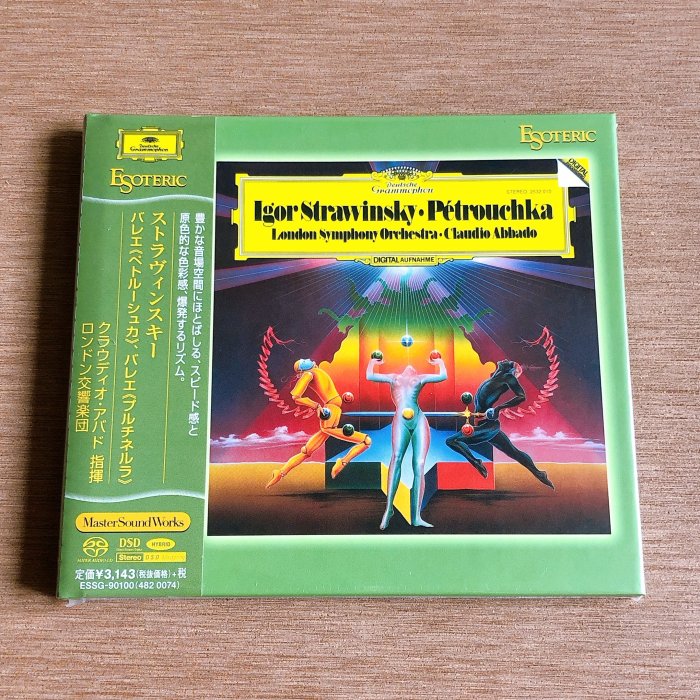 Deutsche
Grammophon
ESOTERIC
豊かな音場空間にほとばしる、スピード感と
原色的な色彩感、爆発するリズム。
ストラヴィンスキー
バレエ《ペトルーシュカ》、バレエ《プルチネルラ》
クラウディオ・アバド 指揮
ロンドン交響楽団
MasterSoundWorks
SUPER AUDIO CD
DSD
HYBRID
Stereo
定価¥3,143(税抜価格)+税
ESSG-90100(482 0074)
ESOTERIC
DIGITAL
Deutsche
Grammophon
STEREO 2532 010
Igor Strawinsky · Pétrouchka
London Symphony Orchestra · Claudio Abbado
DIGITAL AUFNAHME